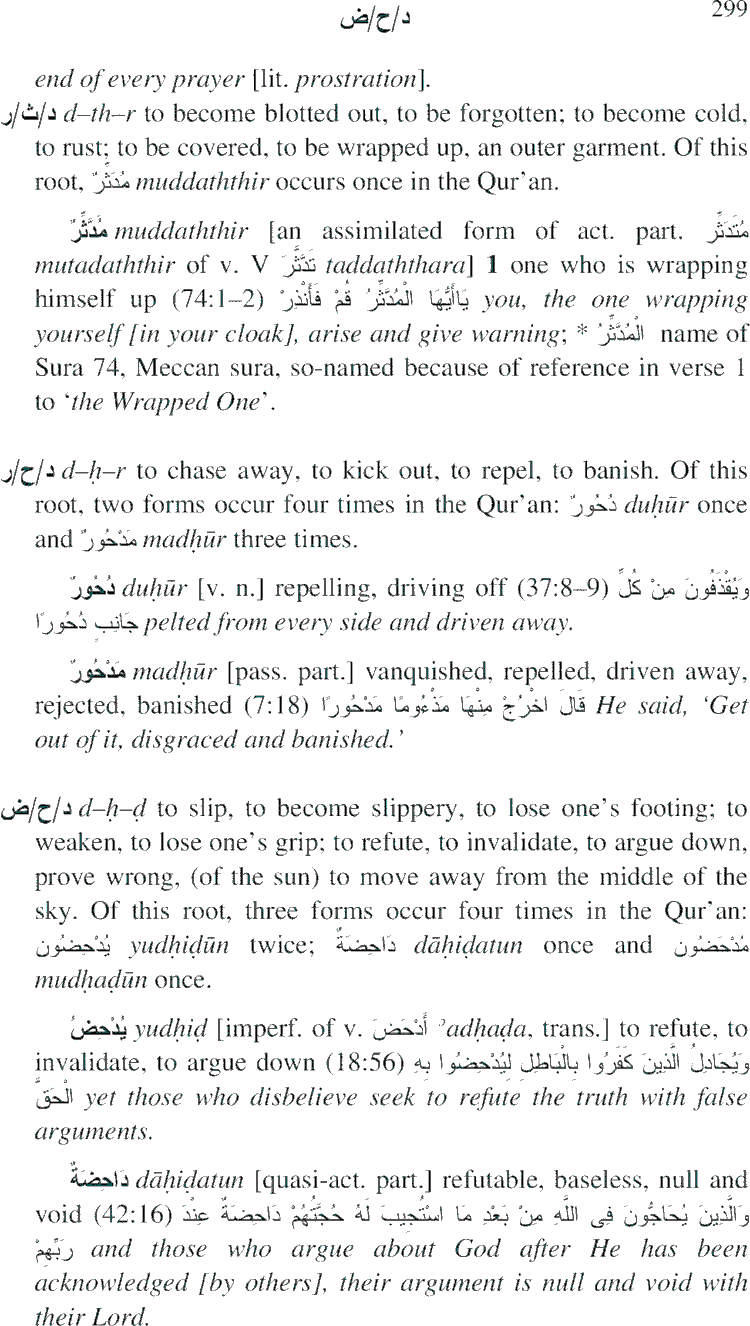 299
د/ح/ض
end of every prayer [lit. prostration].
د/ث/ر d–th–r to become blotted out, to be forgotten; to become cold,
to rust; to be covered, to be wrapped up, an outer garment. Of this
root, مُدَثِّرٌ muddaththir occurs once in the Qur’an.
مُدَّثِّرٌ muddaththir [an assimilated form of act. part. مُتَدَثِّر
mutadaththir of v. V تَدَثَّرَ taddaththara] 1 one who is wrapping
himself up (74:1–2) يَاأَيُّهَا الْمُدَّثِّرُ قُمْ فَأَنْذِرْ you, the one wrapping
yourself [in your cloak], arise and give warning; * الْمُدَّثِّرُ name of
Sura 74, Meccan sura, so-named because of reference in verse 1
to ‘the Wrapped One’.
د/ح/ر d–ḥ–r to chase away, to kick out, to repel, to banish. Of this
root, two forms occur four times in the Qur’an: دُحُورٌ duḥūr once
and مَدْحُورٌ madḥūr three times.
دُحُورٌ duḥūr [v. n.] repelling, driving off (37:8–9) وَيُقْذَفُونَ مِنْ كُلِّ
جَانِبٍ دُحُورًا pelted from every side and driven away.
مَدْحُورٌ madḥūr [pass. part.] vanquished, repelled, driven away,
rejected, banished (7:18) قَالَ اخْرُجْ مِنْهَا مَذْءُومًا مَدْحُورًا He said, ‘Get
out of it, disgraced and banished.’
د/ح/ض d–ḥ–ḍ to slip, to become slippery, to lose one’s footing; to
weaken, to lose one’s grip; to refute, to invalidate, to argue down,
prove wrong, (of the sun) to move away from the middle of the
sky. Of this root, three forms occur four times in the Qur’an:
يُدْحِضُون yudḥiḍūn twice; دَاحِضَةٌ dāḥiḍatun once and مُدْحَضُون
mudḥaḍūn once.
يُدْحِضُ yudḥiḍ [imperf. of v. أَدْحَضَ ’adḥaḍa, trans.] to refute, to
invalidate, to argue down (18:56) وَيُجَادِلُ الَّذِينَ كَفَرُوا بِالْبَاطِلِ لِيُدْحِضُوا بِهِ
الْحَقَّ yet those who disbelieve seek to refute the truth with false
arguments.
دَاحِضَةٌ dāḥiḍatun [quasi-act. part.] refutable, baseless, null and
void (42:16) وَالَّذِينَ يُحَاجُّونَ فِى اللَّهِ مِنْ بَعْدِ مَا اسْتُجِيبَ لَهُ حُجَّتُهُمْ دَاحِضَةٌ عِنْدَ
رَبِّهِمْ and those who argue about God after He has been
acknowledged [by others], their argument is null and void with
their Lord.